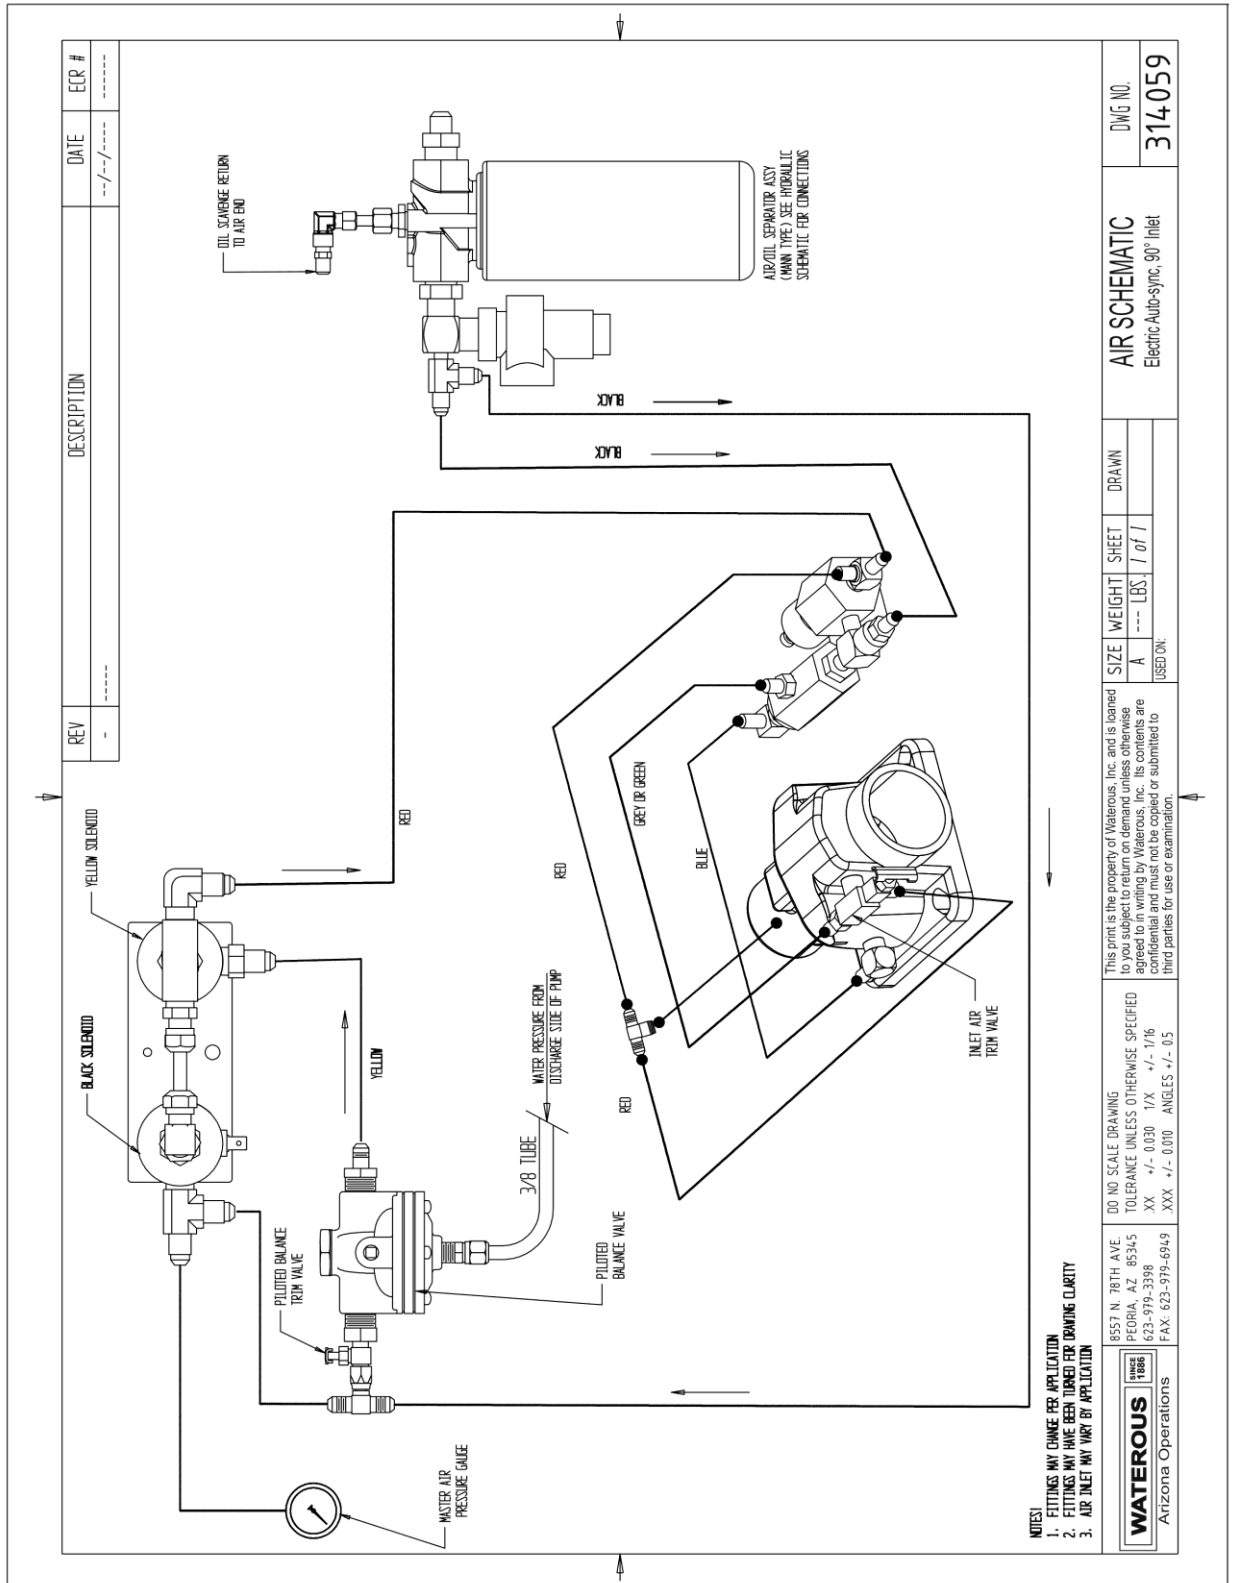 REV
DESCRIPTION
DATE
ECR #
-
-----
--/--/----
-----
BLACK SOLENOID
YELLOW SOLENOID
OIL SCAVENGE RETURN
TO AIR END
AIR/OIL SEPARATOR ASSY
(MANN TYPE) SEE HYDRAULIC
SCHEMATIC FOR CONNECTIONS
MASTER AIR
PRESSURE GAUGE
PILOTED BALANCE
TRIM VALVE
PILOTED
BALANCE VALVE
3/8 TUBE
WATER PRESSURE FROM
DISCHARGE SIDE OF PUMP
YELLOW
RED
BLACK
BLACK
RED
RED
GREY OR GREEN
BLUE
INLET AIR
TRIM VALVE
NOTES:
1. FITTINGS MAY CHANGE PER APPLICATION
2. FITTINGS MAY HAVE BEEN TURNED FOR DRAWING CLARITY
3. AIR INLET MAY VARY BY APPLICATION
WATEROUS
SINCE
1886
Arizona Operations
8557 N. 78TH AVE.
PEORIA, AZ 85345
623-979-3398
FAX: 623-979-6949
DO NO SCALE DRAWING
TOLERANCE UNLESS OTHERWISE SPECIFIED
.XX +/- 0.030 1/X +/- 1/16
.XXX +/- 0.010 ANGLES +/- 0.5
This print is the property of Waterous, Inc. and is loaned
to you subject to return on demand unless otherwise
agreed to in writing by Waterous, Inc. Its contents are
confidential and must not be copied or submitted to
third parties for use or examination.
SIZE
A
WEIGHT
--- LBS.
SHEET
1 of 1
DRAWN
USED ON:
AIR SCHEMATIC
Electric Auto-sync, 90° Inlet
DWG NO.
314059